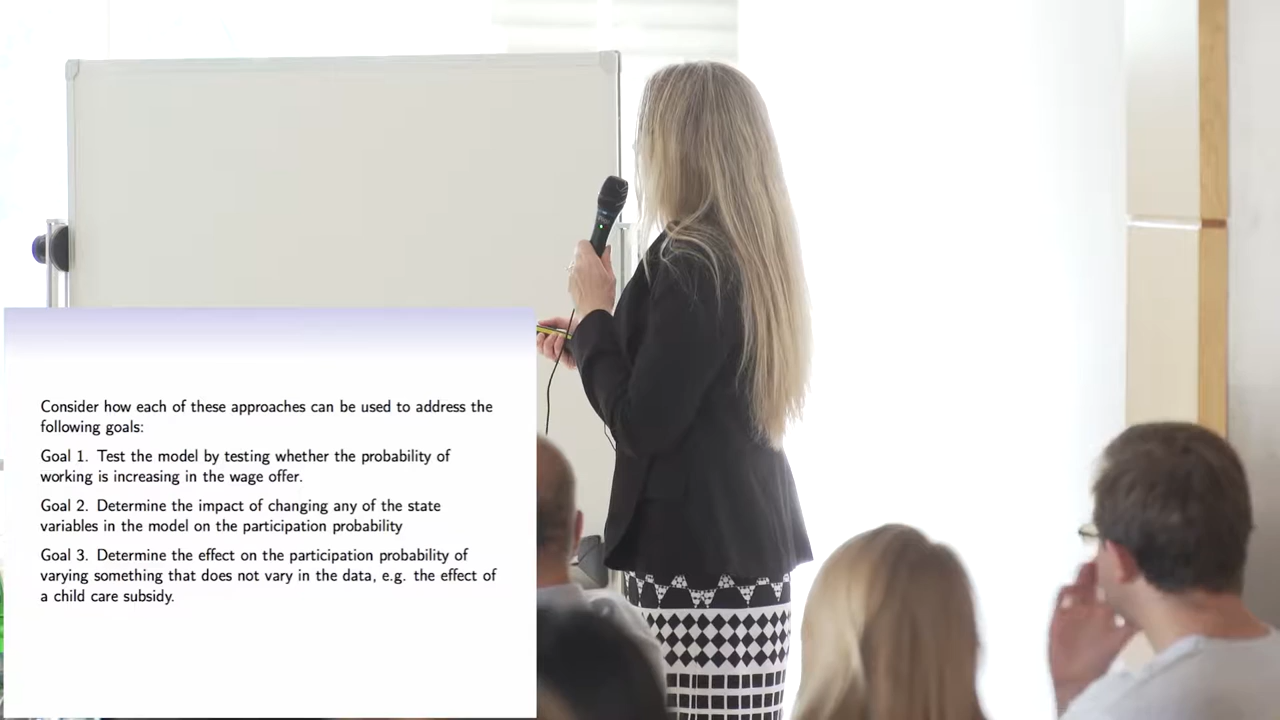 Consider how each of these approaches can be used to address the
following goals:
Goal 1. Test the model by testing whether the probability of
working is increasing in the wage offer.
Goal 2. Determine the impact of changing any of the state
variables in the model on the participation probability
Goal 3. Determine the effect on the participation probability of
varying something that does not vary in the data, e.g. the effect of
a child care subsidy.